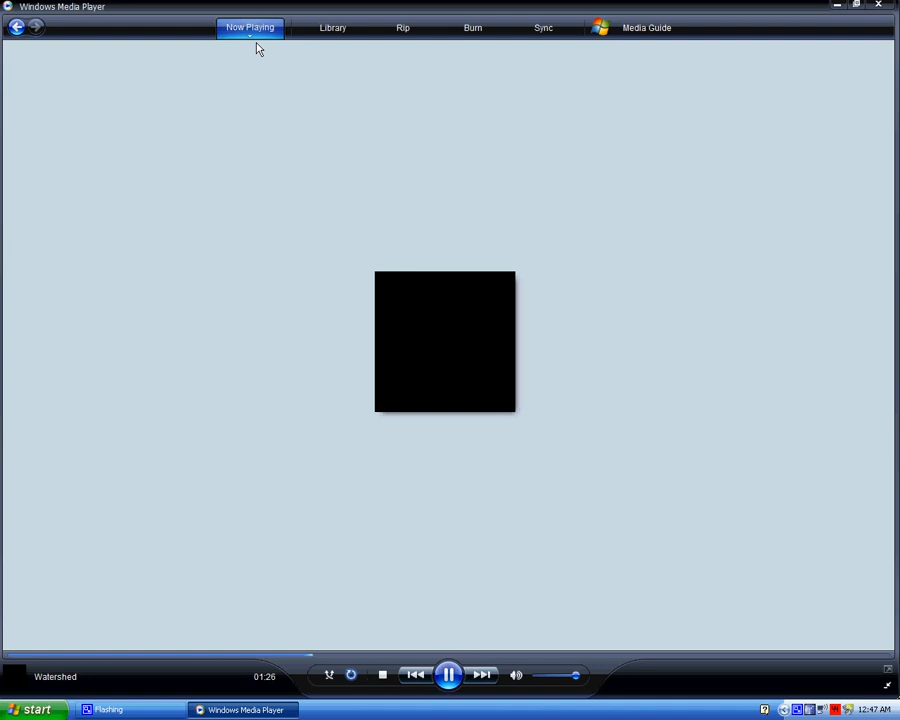 Windows Media Player
Now Playing
Library
Rip
Burn
Sync
Media Guide
Watershed
01:26
start
Flashing
Windows Media Player
12:47 AM